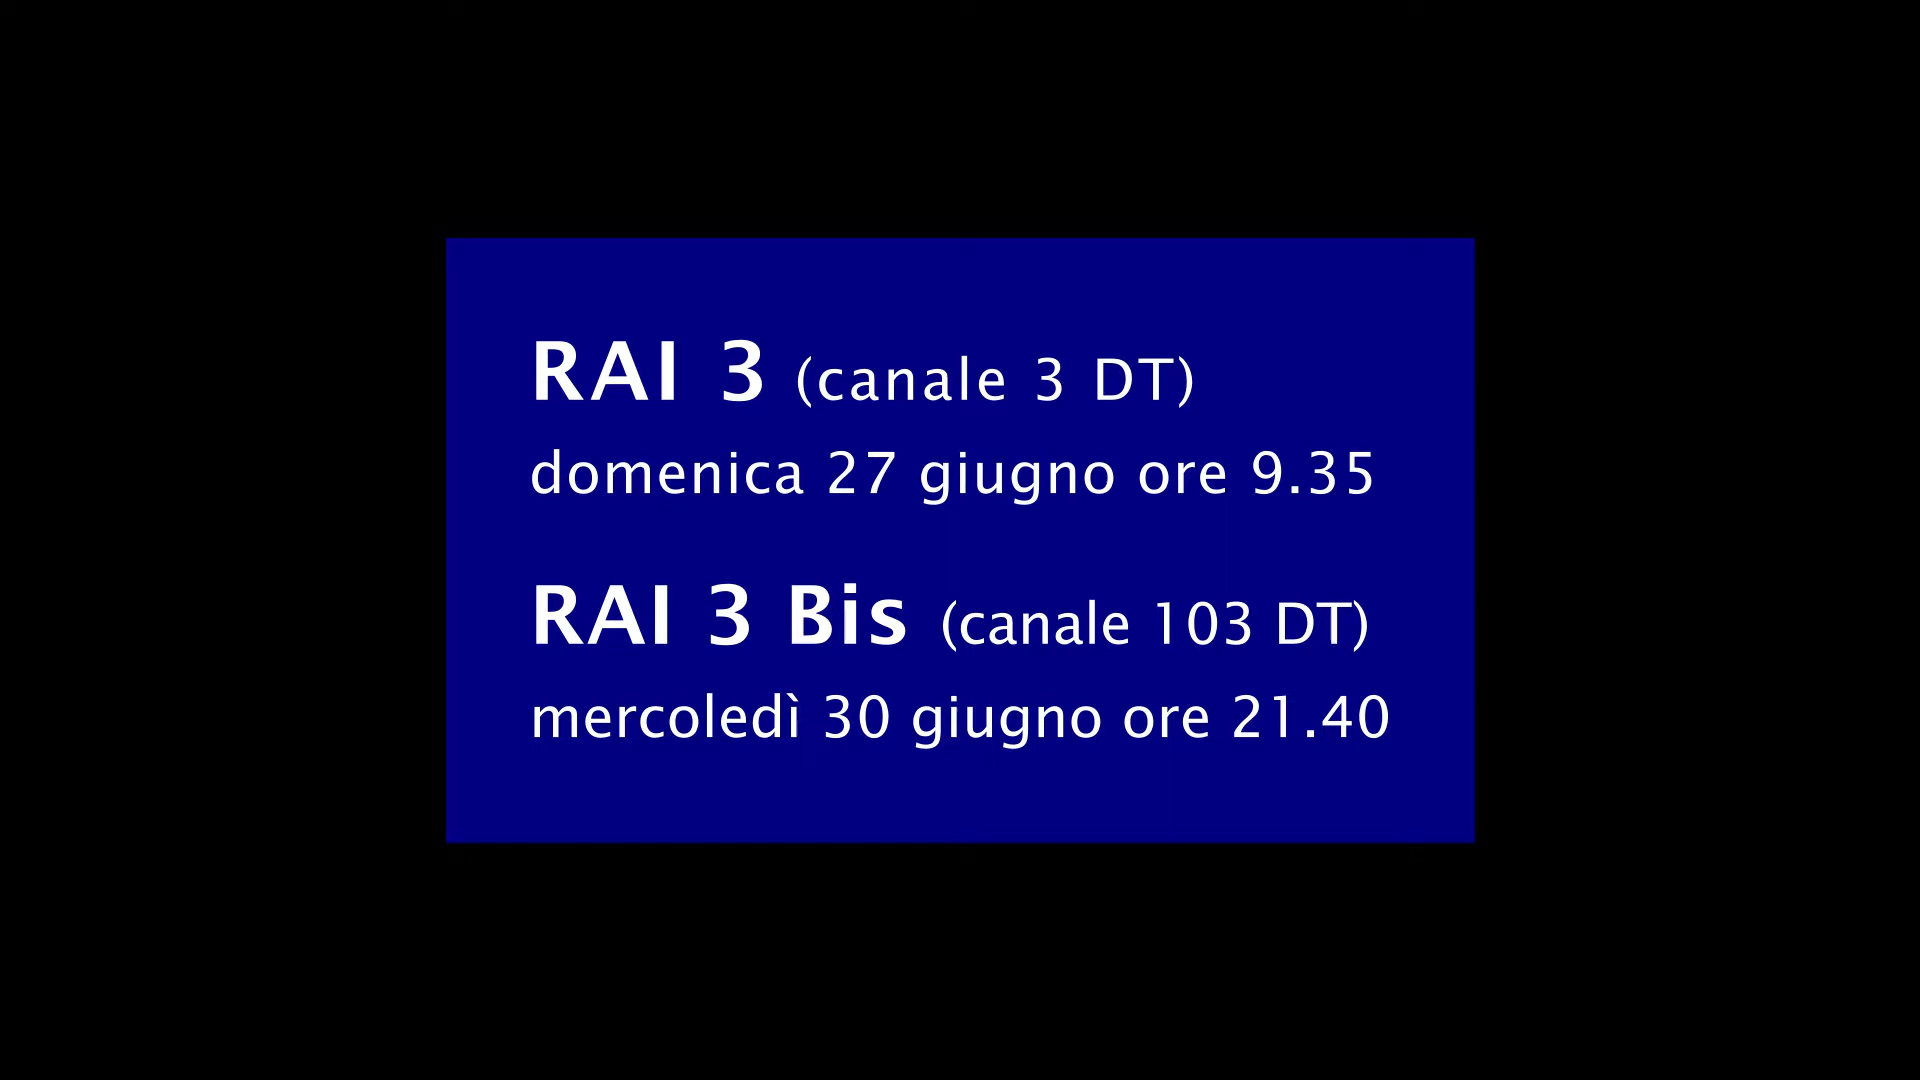 RAI 3 (canale 3 DT)
domenica 27 giugno ore 9.35
RAI 3 Bis (canale 103 DT)
mercoledì 30 giugno ore 21.40